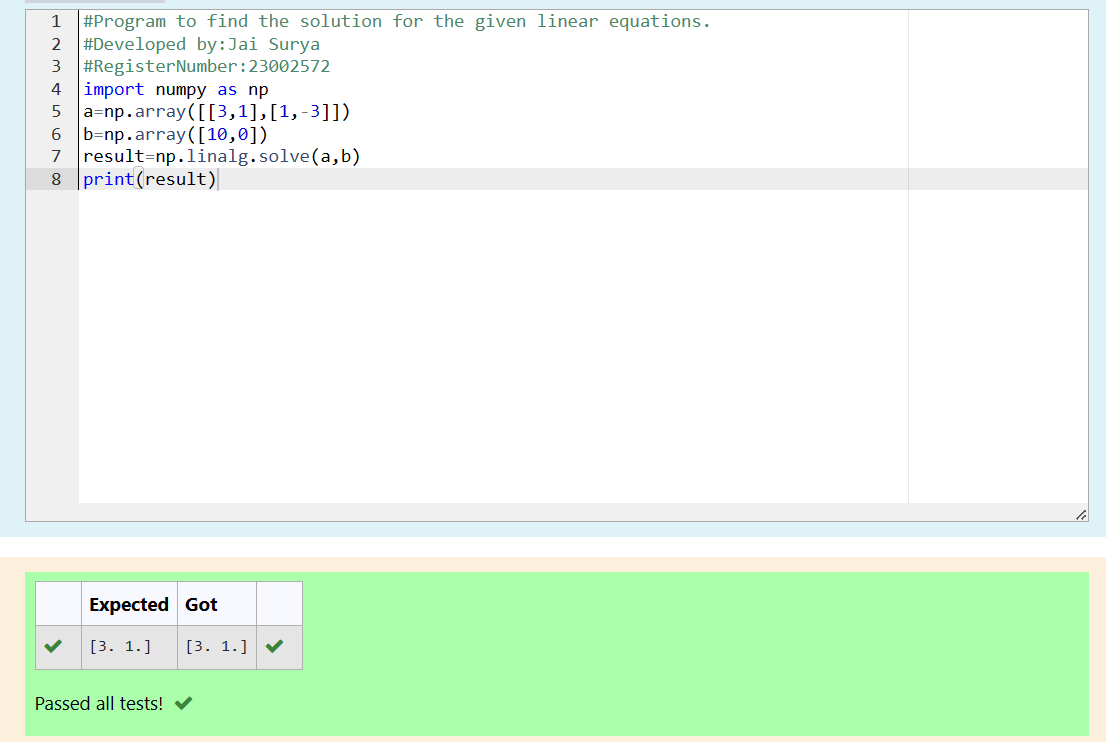 1 #Program to find the solution for the given linear equations.
2 #Developed by:Jai Surya
3 #RegisterNumber:23002572
4 import numpy as np
5 a=np.array([[3,1],[1,-3]])
6 b=np.array([10,0])
7 result=np.linalg.solve(a,b)
8 print(result)
Expected Got
[3. 1.] [3. 1.]
Passed all tests!